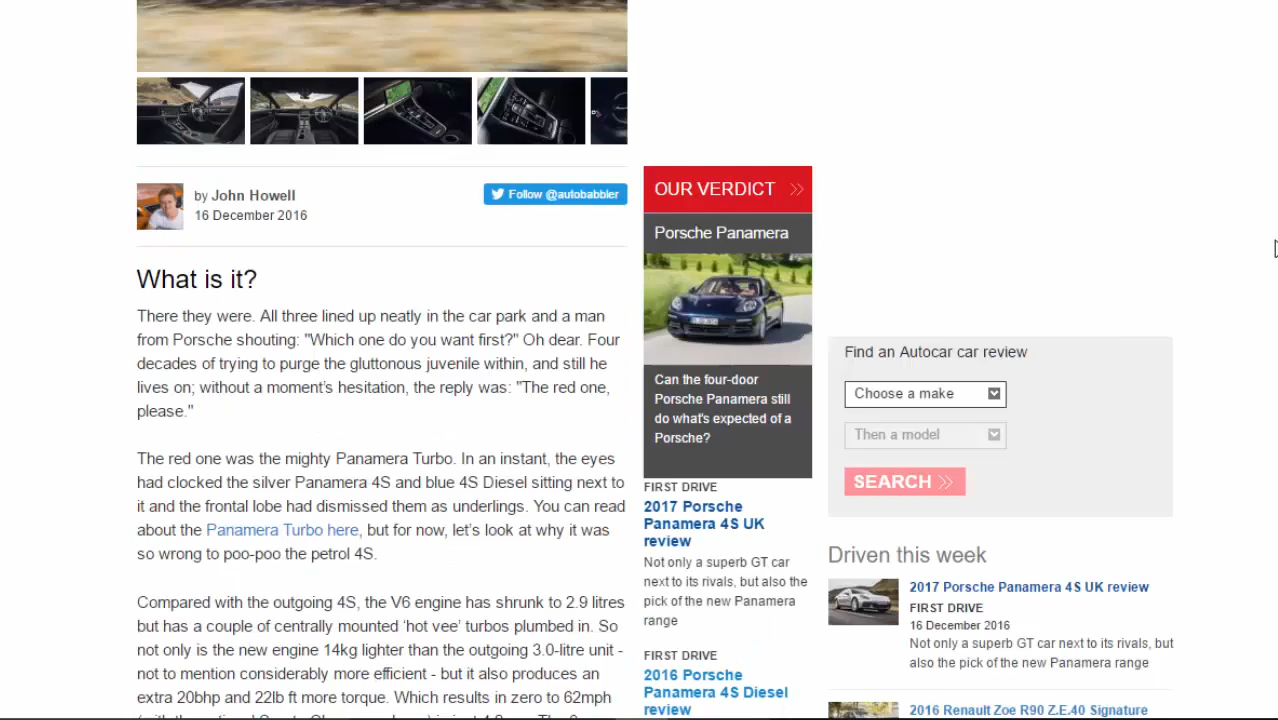 by John Howell
16 December 2016
Follow @autobabbler
What is it?
There they were. All three lined up neatly in the car park and a man
from Porsche shouting: "Which one do you want first?" Oh dear. Four
decades of trying to purge the gluttonous juvenile within, and still he
lives on; without a moment's hesitation, the reply was: "The red one,
please."
The red one was the mighty Panamera Turbo. In an instant, the eyes
had clocked the silver Panamera 4S and blue 4S Diesel sitting next to
it and the frontal lobe had dismissed them as underlings. You can read
about the Panamera Turbo here, but for now, let's look at why it was
so wrong to poo-poo the petrol 4S.
Compared with the outgoing 4S, the V6 engine has shrunk to 2.9 litres
but has a couple of centrally mounted 'hot vee' turbos plumbed in. So
not only is the new engine 14kg lighter than the outgoing 3.0-litre unit -
not to mention considerably more efficient - but it also produces an
extra 20bhp and 22lb ft more torque. Which results in zero to 62mph
OUR VERDICT
Porsche Panamera
Can the four-door
Porsche Panamera still
do what's expected of a
Porsche?
FIRST DRIVE
2017 Porsche
Panamera 4S UK
review
Not only a superb GT car
next to its rivals, but also the
pick of the new Panamera
range
FIRST DRIVE
2016 Porsche
Panamera 4S Diesel
review
Find an Autocar car review
Choose a make
Then a model
SEARCH
Driven this week
2017 Porsche Panamera 4S UK review
FIRST DRIVE
16 December 2016
Not only a superb GT car next to its rivals, but
also the pick of the new Panamera range
2016 Renault Zoe R90 Z.E.40 Signature